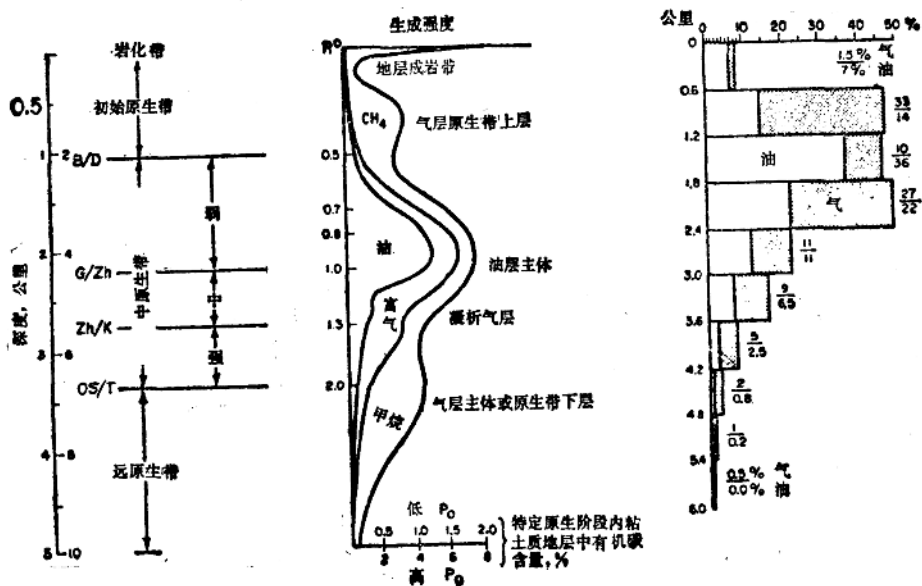 岩化带
0.5
初始原生带
1
2
B/D
弱
中原生带
2
4
G/Zh
中
深度, 公里
Zh/K
强
3
6
OS/T
4
8
远原生带
5
10
生成强度
R°
地层成岩带
CH₄
气层原生带上层
0.5
0.7
0.8
油
1.0
油层主体
富气
1.3
凝析气层
2.0
甲烷
气层主体或原生带下层
低 P₀
0.5 1.0 1.5 2.0
2 4 6 8
高 P₀
特定原生阶段内粘
土质地层中有机碳
含量, %
公里
0 10 20 30 40 50 %
0
1.5% 气
7% 油
0.6
33
14
1.2
油
10
36
1.8
气
27
22
2.4
11
11
3.0
9
6.5
3.6
5
2.5
4.2
2
0.8
4.8
1
0.2
5.4
0.5% 气
0.0% 油
6.0